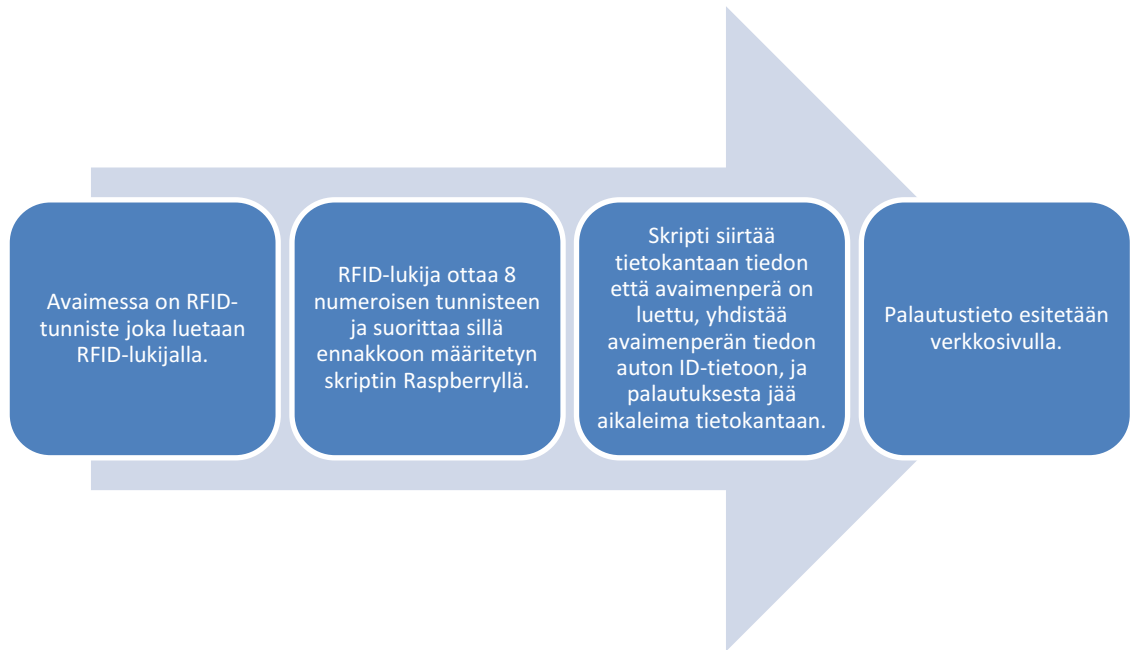 Avaimessa on RFID-
tunniste joka luetaan
RFID-lukijalla.
RFID-lukija ottaa 8
numeroisen tunnisteen
ja suorittaa sillä
ennakkoon määritetyn
skriptin Raspberryllä.
Skripti siirtää
tietokantaan tiedon
että avaimenperä on
luettu, yhdistää
avaimenperän tiedon
auton ID-tietoon, ja
palautuksesta jää
aikaleima tietokantaan.
Palautustieto esitetään
verkkosivulla.